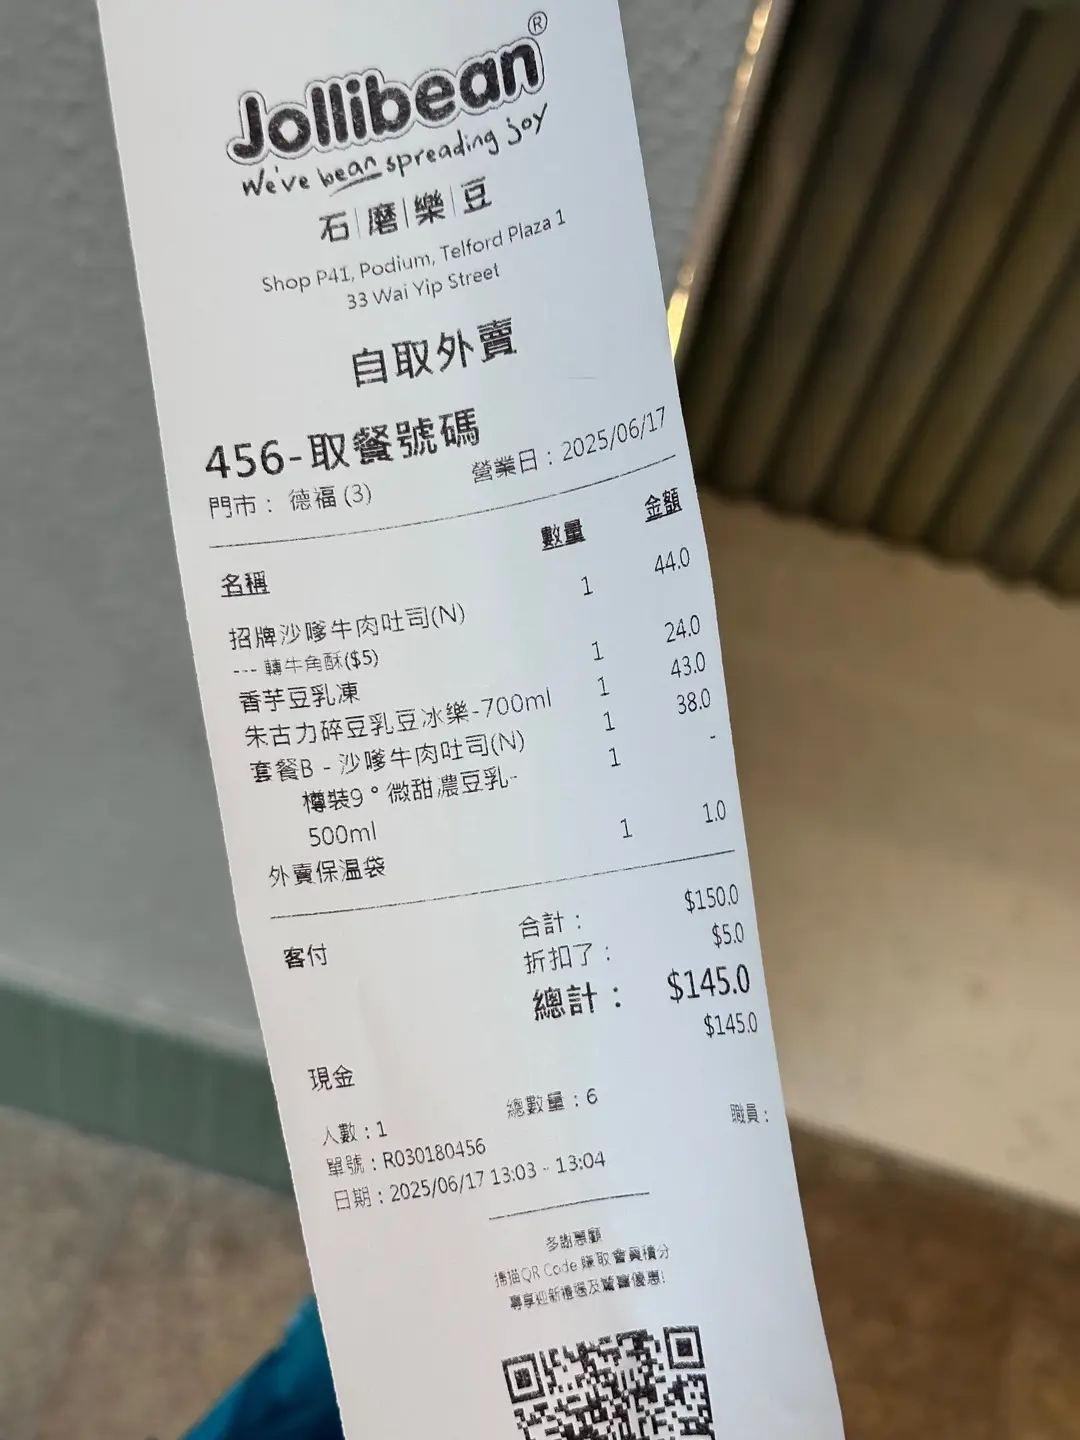 Jollibean®
We've bean spreading joy
石|磨|樂|豆
Shop P41, Podium, Telford Plaza 1
33 Wai Yip Street
自取外賣
456-取餐號碼
門市： 德福 (3) 營業日：2025/06/17
名稱 數量 金額
招牌沙嗲牛肉吐司(N) 1 44.0
--- 轉牛角酥($5)
香芋豆乳凍 1 24.0
朱古力碎豆乳豆冰樂-700ml 1 43.0
套餐B - 沙嗲牛肉吐司(N) 1 38.0
樽裝9°微甜濃豆乳- 1 -
500ml
外賣保溫袋 1 1.0
客付 合計： $150.0
折扣了： $5.0
總計： $145.0
現金 $145.0
人數：1 總數量：6
單號：R030180456 職員：
日期：2025/06/17 13:03 - 13:04
多謝惠顧
掃描QR Code 賺取會員積分
專享迎新禮遇及驚喜優惠!